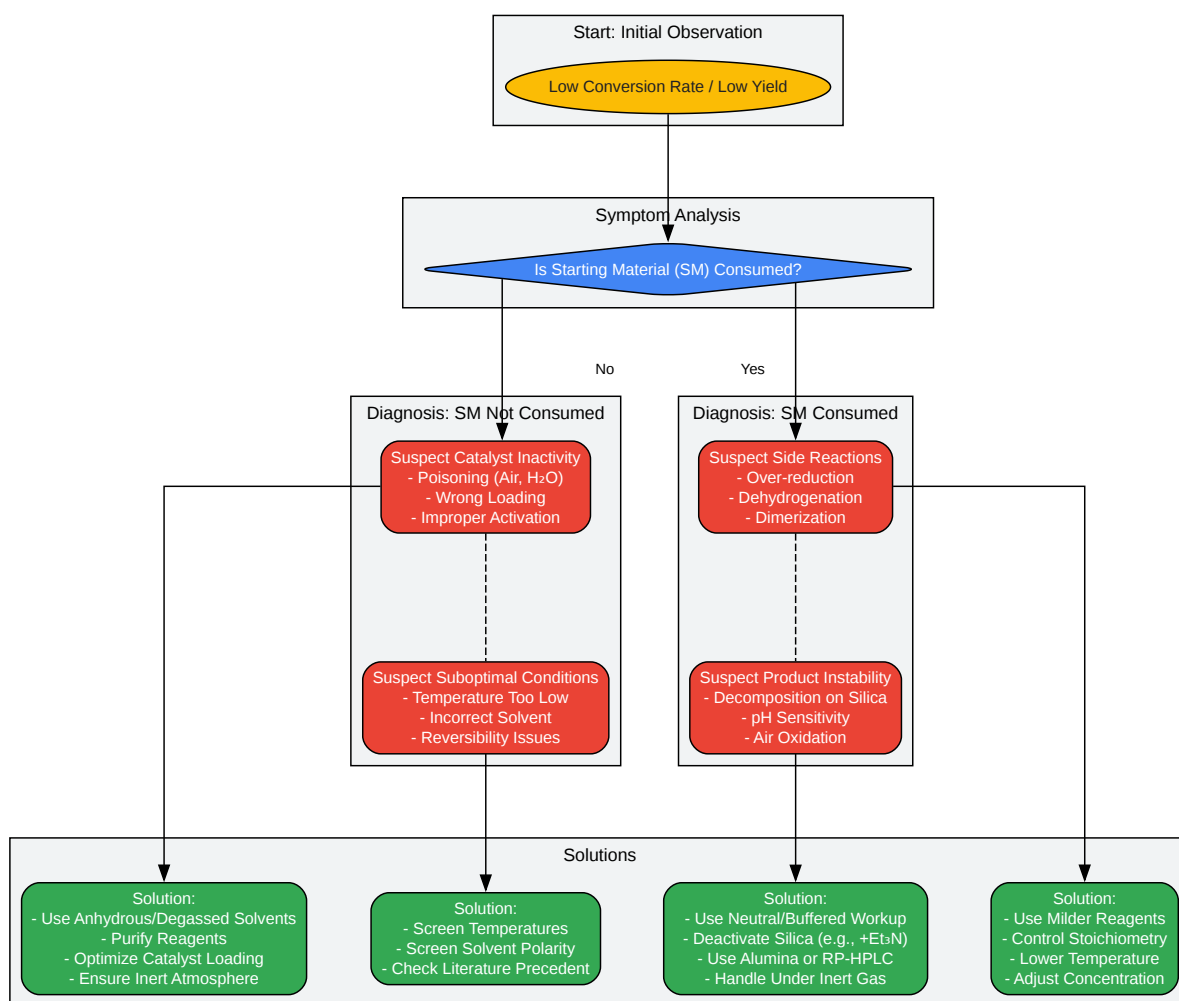 Start: Initial Observation
Low Conversion Rate / Low Yield
Symptom Analysis
Is Starting Material (SM) Consumed?
No
Yes
Diagnosis: SM Not Consumed
Suspect Catalyst Inactivity
- Poisoning (Air, H₂O)
- Wrong Loading
- Improper Activation
Suspect Suboptimal Conditions
- Temperature Too Low
- Incorrect Solvent
- Reversibility Issues
Diagnosis: SM Consumed
Suspect Side Reactions
- Over-reduction
- Dehydrogenation
- Dimerization
Suspect Product Instability
- Decomposition on Silica
- pH Sensitivity
- Air Oxidation
Solutions
Solution:
- Use Anhydrous/Degassed Solvents
- Purify Reagents
- Optimize Catalyst Loading
- Ensure Inert Atmosphere
Solution:
- Screen Temperatures
- Screen Solvent Polarity
- Check Literature Precedent
Solution:
- Use Neutral/Buffered Workup
- Deactivate Silica (e.g., +Et₃N)
- Use Alumina or RP-HPLC
- Handle Under Inert Gas
Solution:
- Use Milder Reagents
- Control Stoichiometry
- Lower Temperature
- Adjust Concentration